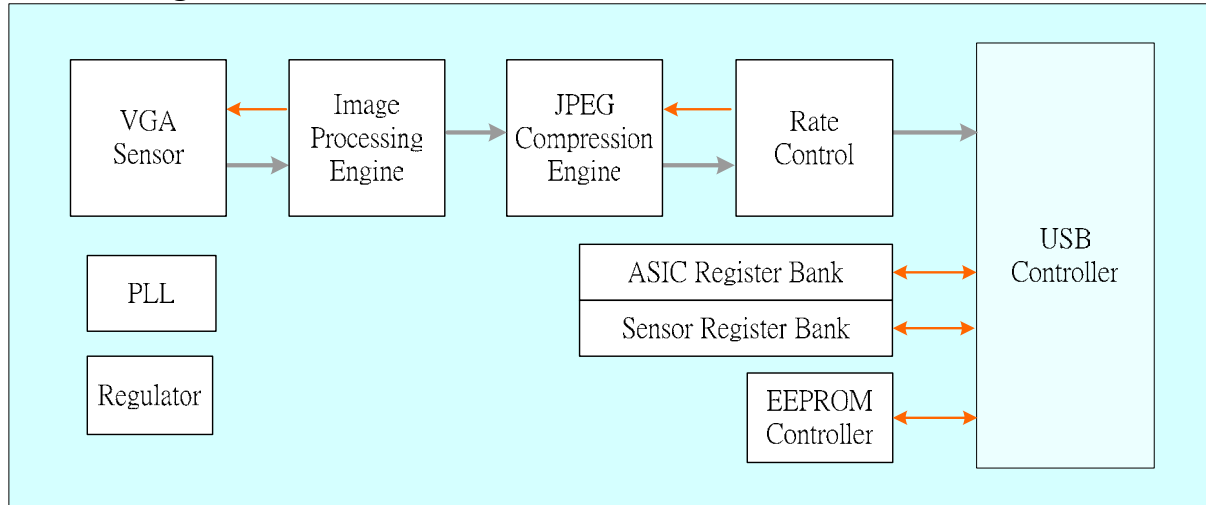 VGA
Sensor
Image
Processing
Engine
JPEG
Compression
Engine
Rate
Control
USB
Controller
PLL
Regulator
ASIC Register Bank
Sensor Register Bank
EEPROM
Controller